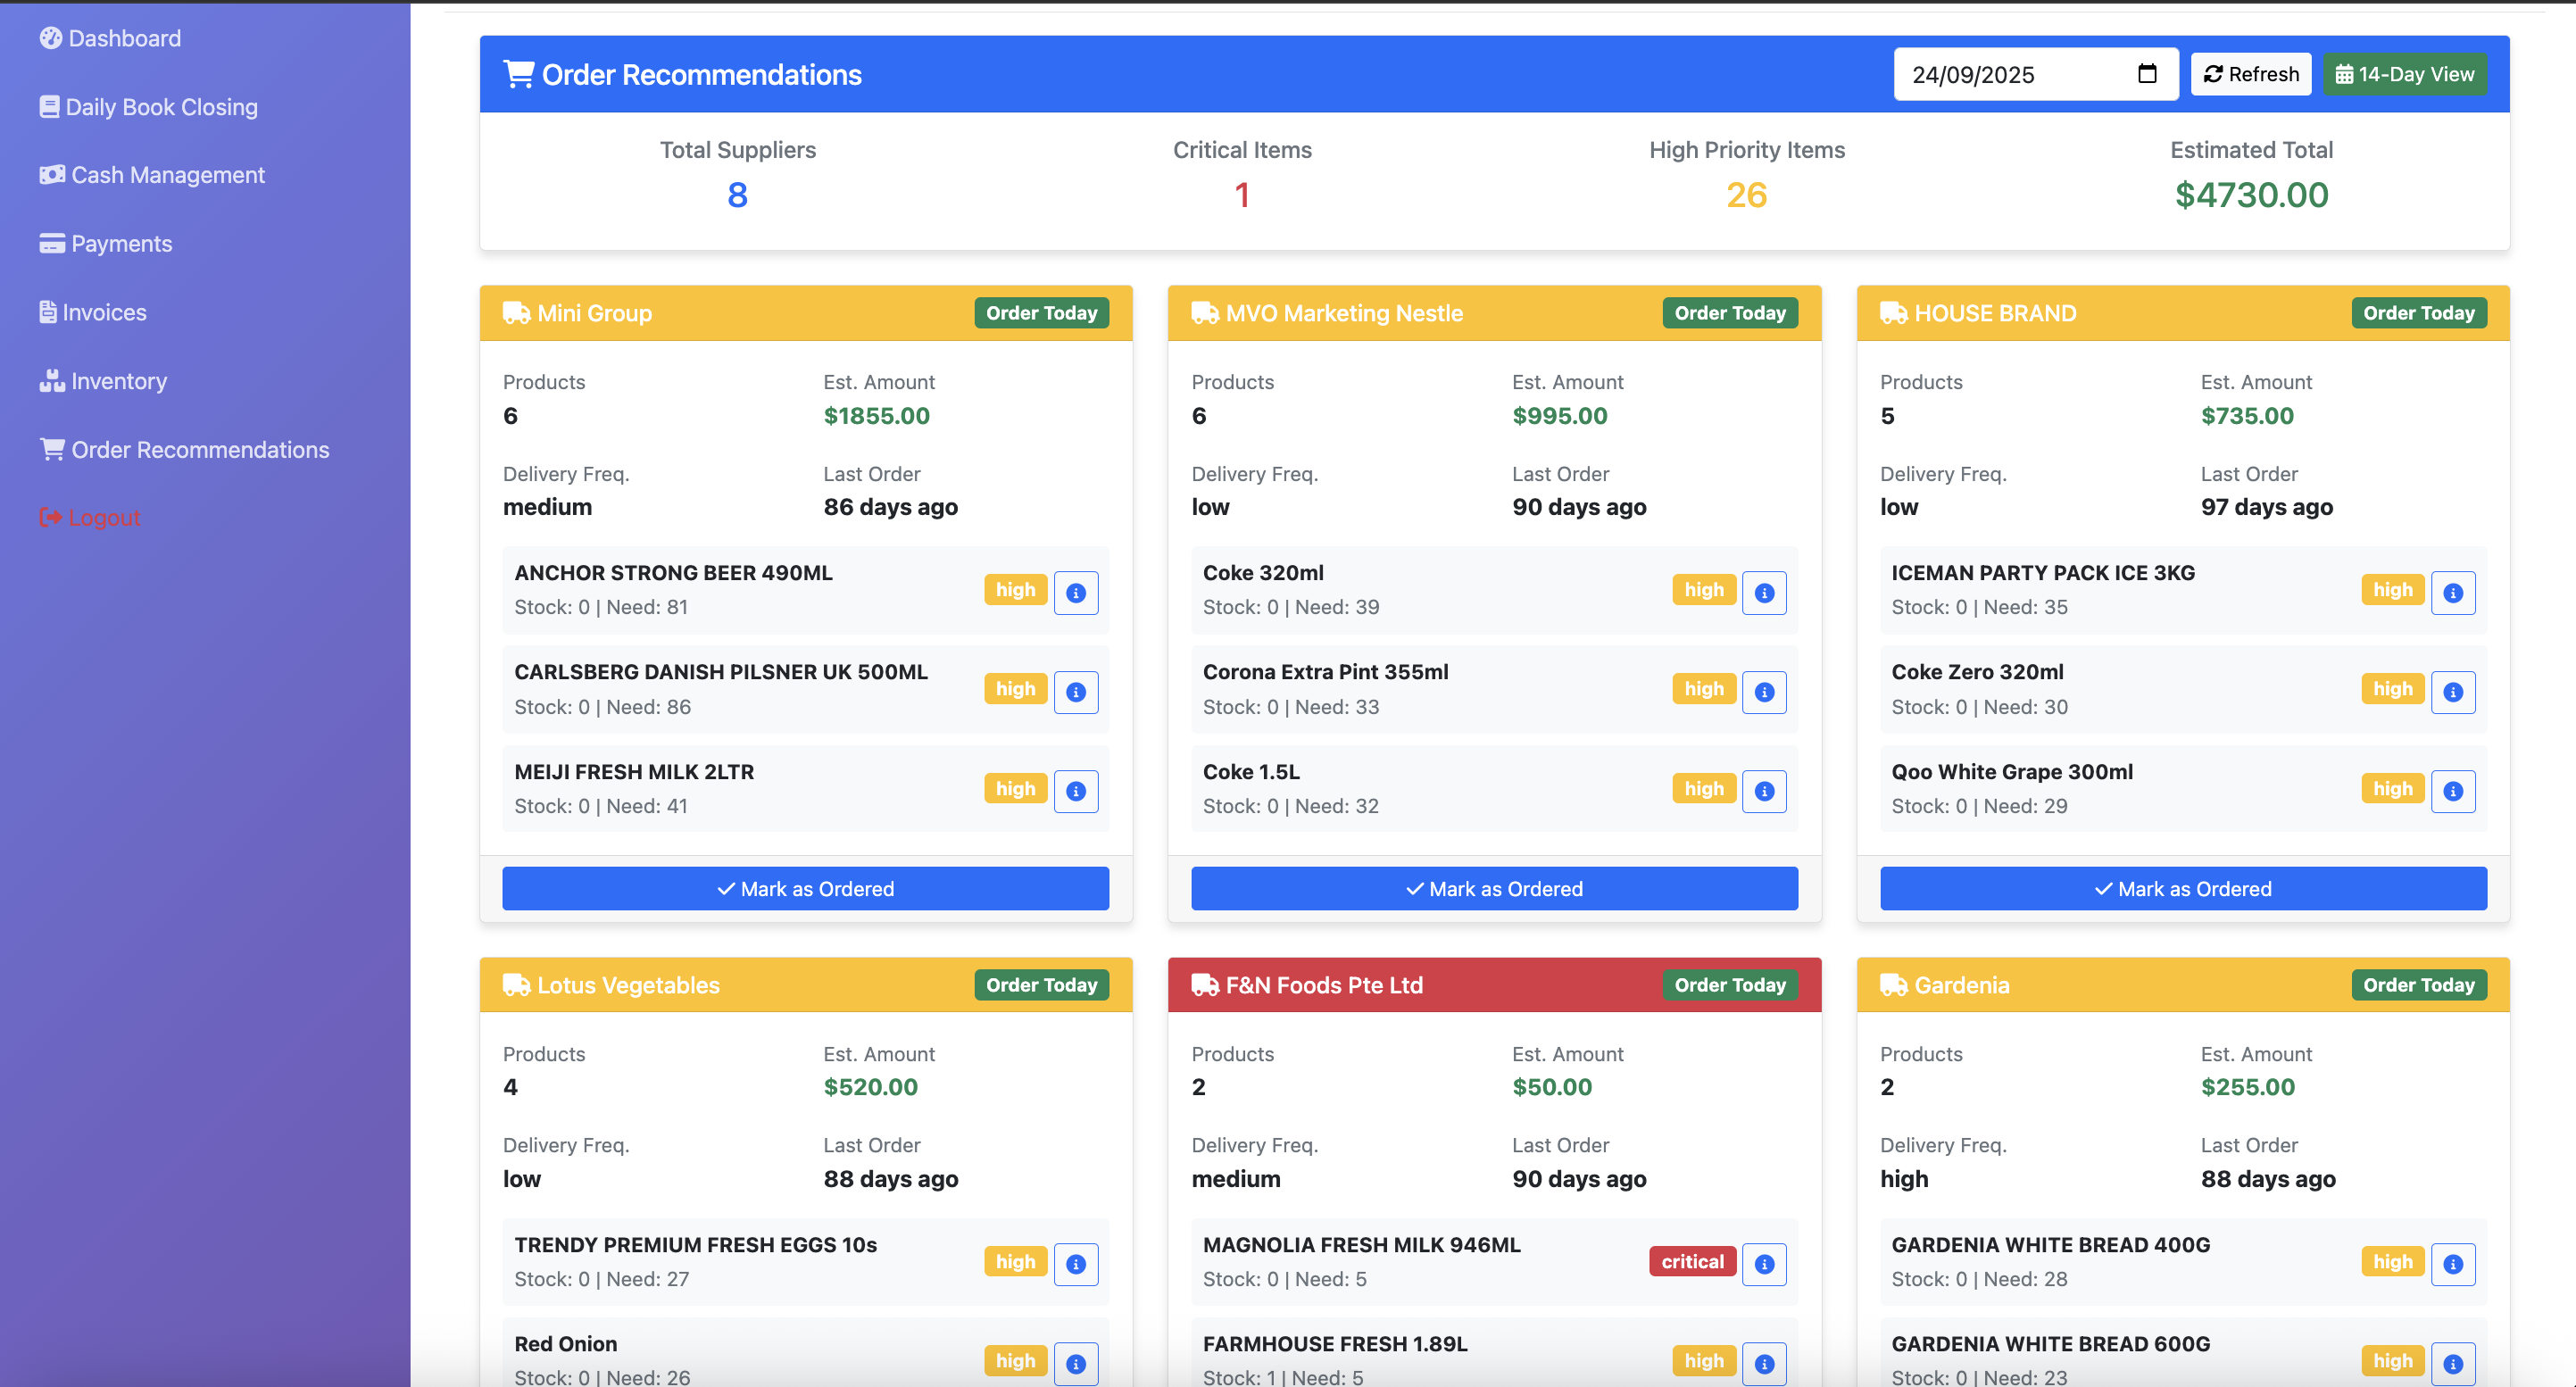 Dashboard
Daily Book Closing
Cash Management
Payments
Invoices
Inventory
Order Recommendations
Logout
Order Recommendations
24/09/2025
Refresh
14-Day View
Total Suppliers
8
Critical Items
1
High Priority Items
26
Estimated Total
$4730.00
Mini Group
Order Today
Products
6
Est. Amount
$1855.00
Delivery Freq.
medium
Last Order
86 days ago
ANCHOR STRONG BEER 490ML
Stock: 0 | Need: 81
high
CARLSBERG DANISH PILSNER UK 500ML
Stock: 0 | Need: 86
high
MEIJI FRESH MILK 2LTR
Stock: 0 | Need: 41
high
Mark as Ordered
MVO Marketing Nestle
Order Today
Products
6
Est. Amount
$995.00
Delivery Freq.
low
Last Order
90 days ago
Coke 320ml
Stock: 0 | Need: 39
high
Corona Extra Pint 355ml
Stock: 0 | Need: 33
high
Coke 1.5L
Stock: 0 | Need: 32
high
Mark as Ordered
HOUSE BRAND
Order Today
Products
5
Est. Amount
$735.00
Delivery Freq.
low
Last Order
97 days ago
ICEMAN PARTY PACK ICE 3KG
Stock: 0 | Need: 35
high
Coke Zero 320ml
Stock: 0 | Need: 30
high
Qoo White Grape 300ml
Stock: 0 | Need: 29
high
Mark as Ordered
Lotus Vegetables
Order Today
Products
4
Est. Amount
$520.00
Delivery Freq.
low
Last Order
88 days ago
TRENDY PREMIUM FRESH EGGS 10s
Stock: 0 | Need: 27
high
Red Onion
Stock: 0 | Need: 26
high
F&N Foods Pte Ltd
Order Today
Products
2
Est. Amount
$50.00
Delivery Freq.
medium
Last Order
90 days ago
MAGNOLIA FRESH MILK 946ML
Stock: 0 | Need: 5
critical
FARMHOUSE FRESH 1.89L
Stock: 1 | Need: 5
high
Gardenia
Order Today
Products
2
Est. Amount
$255.00
Delivery Freq.
high
Last Order
88 days ago
GARDENIA WHITE BREAD 400G
Stock: 0 | Need: 28
high
GARDENIA WHITE BREAD 600G
Stock: 0 | Need: 23
high